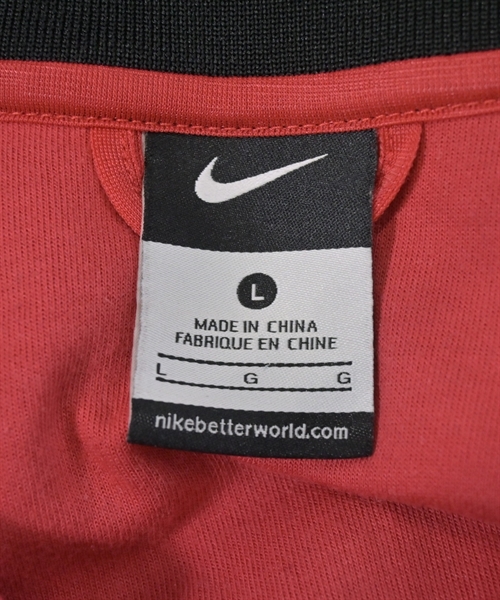 L
MADE IN CHINA
FABRIQUE EN CHINE
L G G
nikebetterworld.com